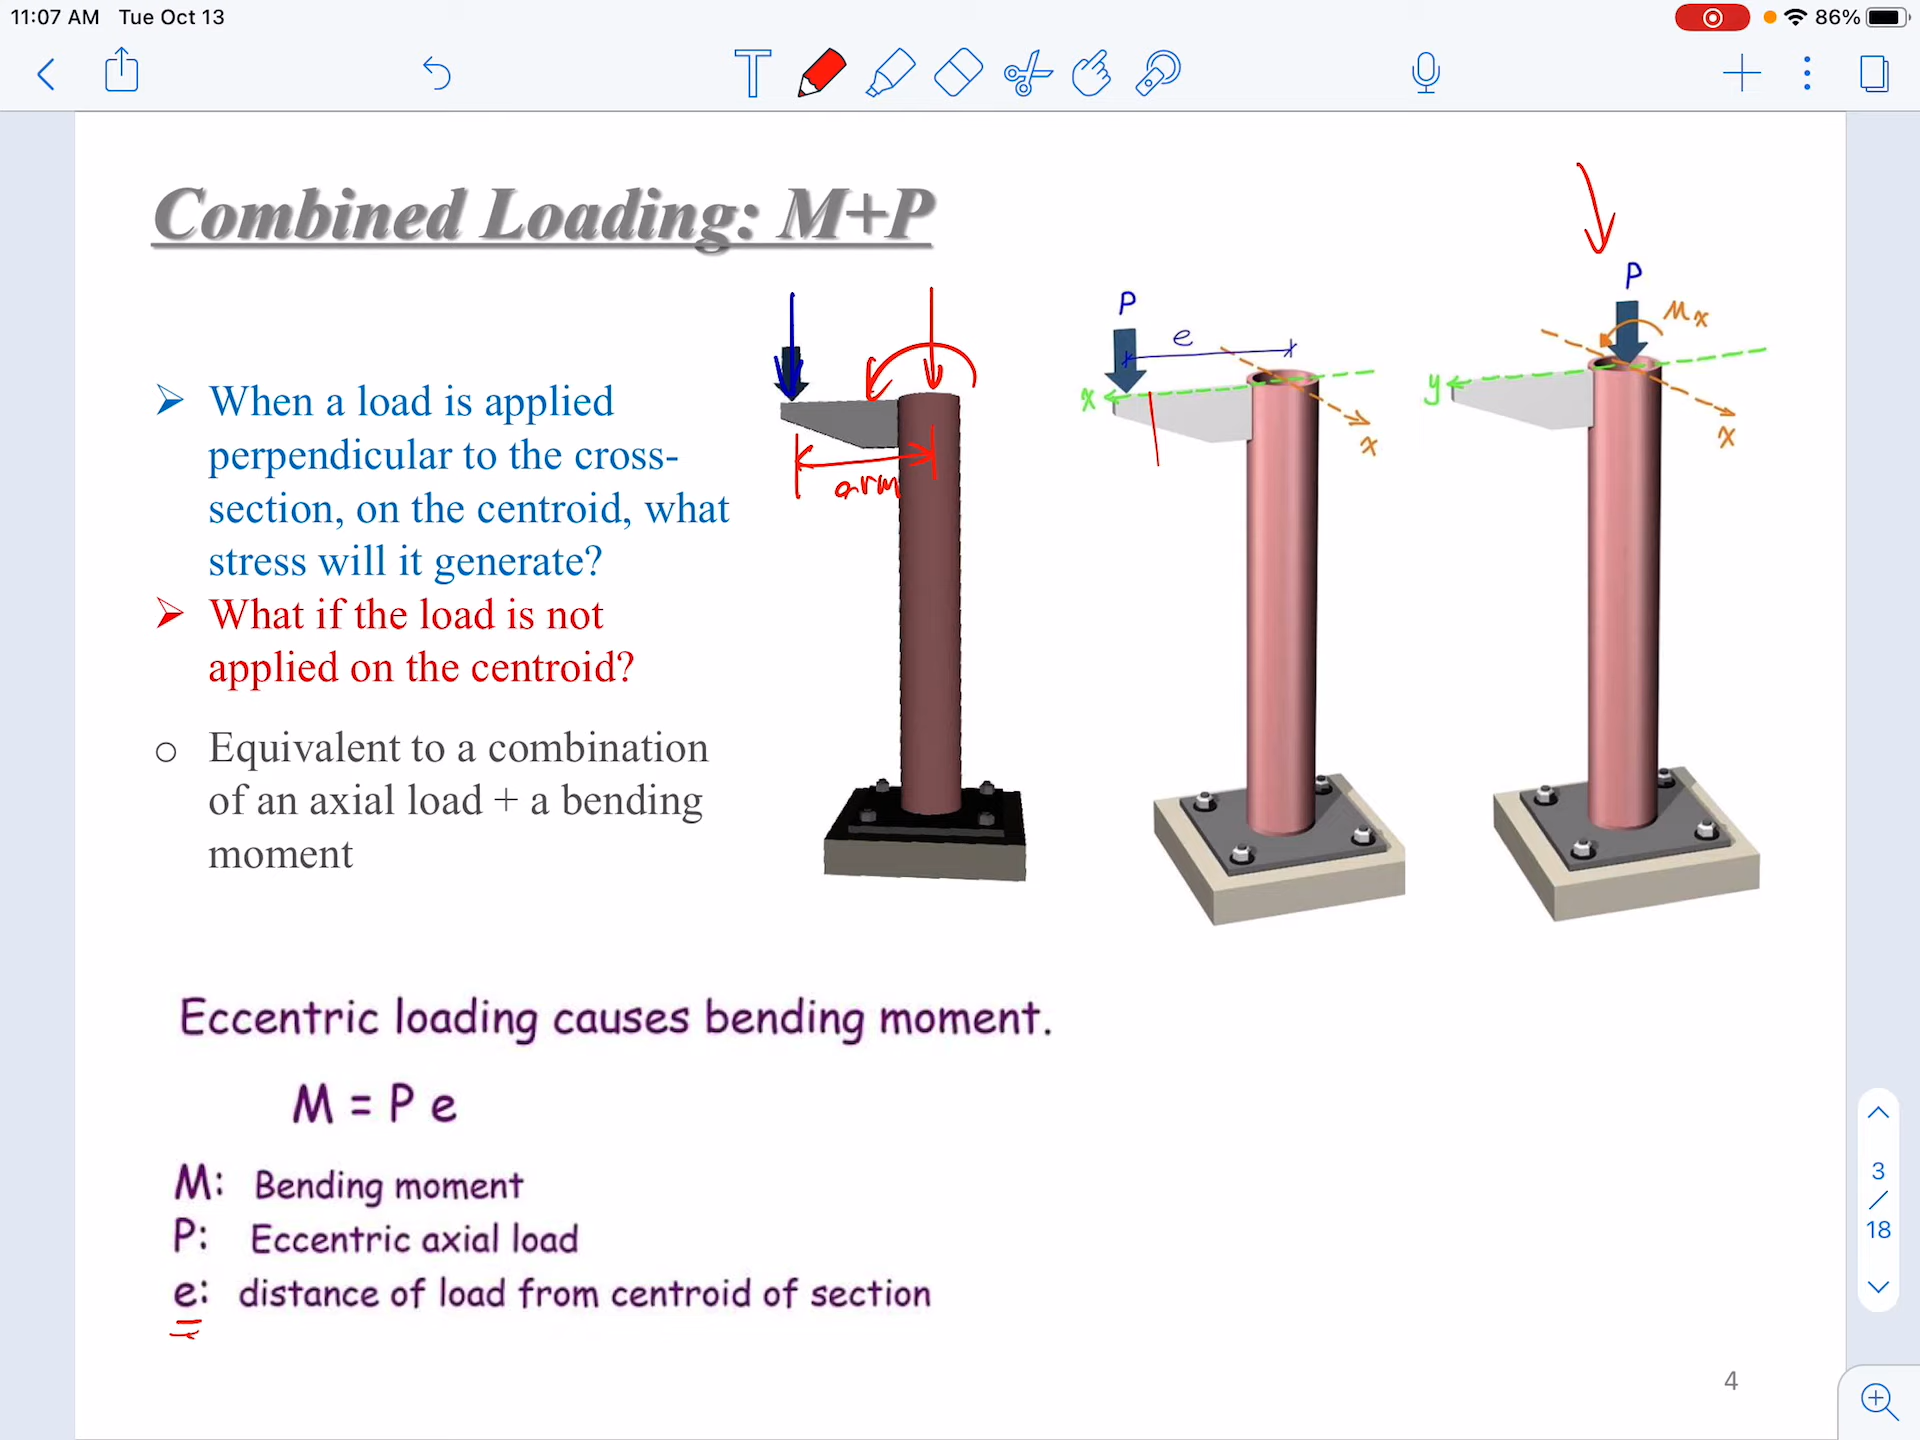 11:07 AM Tue Oct 13
86%
T
Combined Loading: M+P
When a load is applied
perpendicular to the cross-
section, on the centroid, what
stress will it generate?
What if the load is not
applied on the centroid?
Equivalent to a combination
of an axial load + a bending
moment
arm
P
e
x
x
P
Mx
y
x
Eccentric loading causes bending moment.
M = P e
M: Bending moment
P: Eccentric axial load
e: distance of load from centroid of section
3
/
18
4